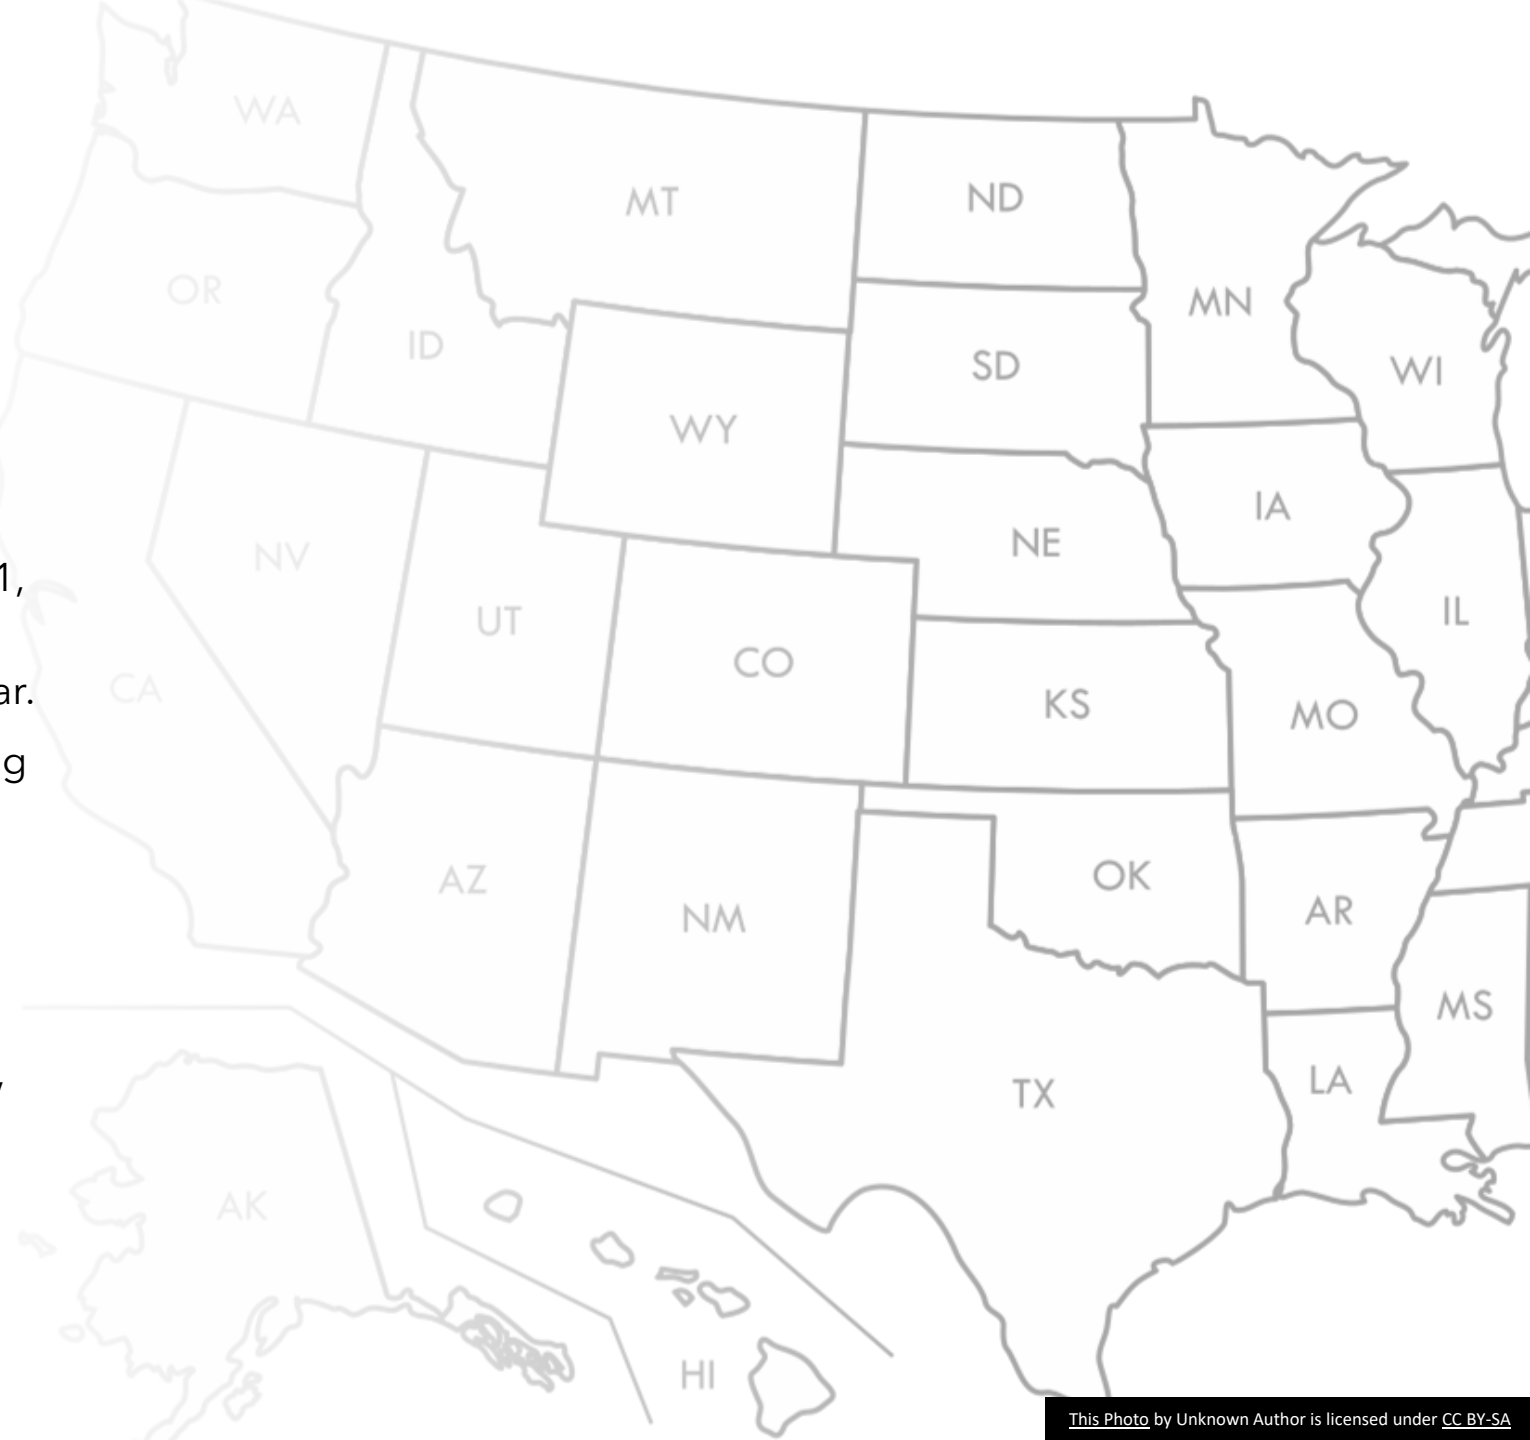 WA
MT
ND
OR
MN
ID
SD
WI
WY
IA
NE
NV
1,
UT
IL
CO
CA
ar.
KS
MO
g
AZ
OK
NM
AR
MS
LA
TX
AK
HI
This Photo by Unknown Author is licensed under CC BY-SA